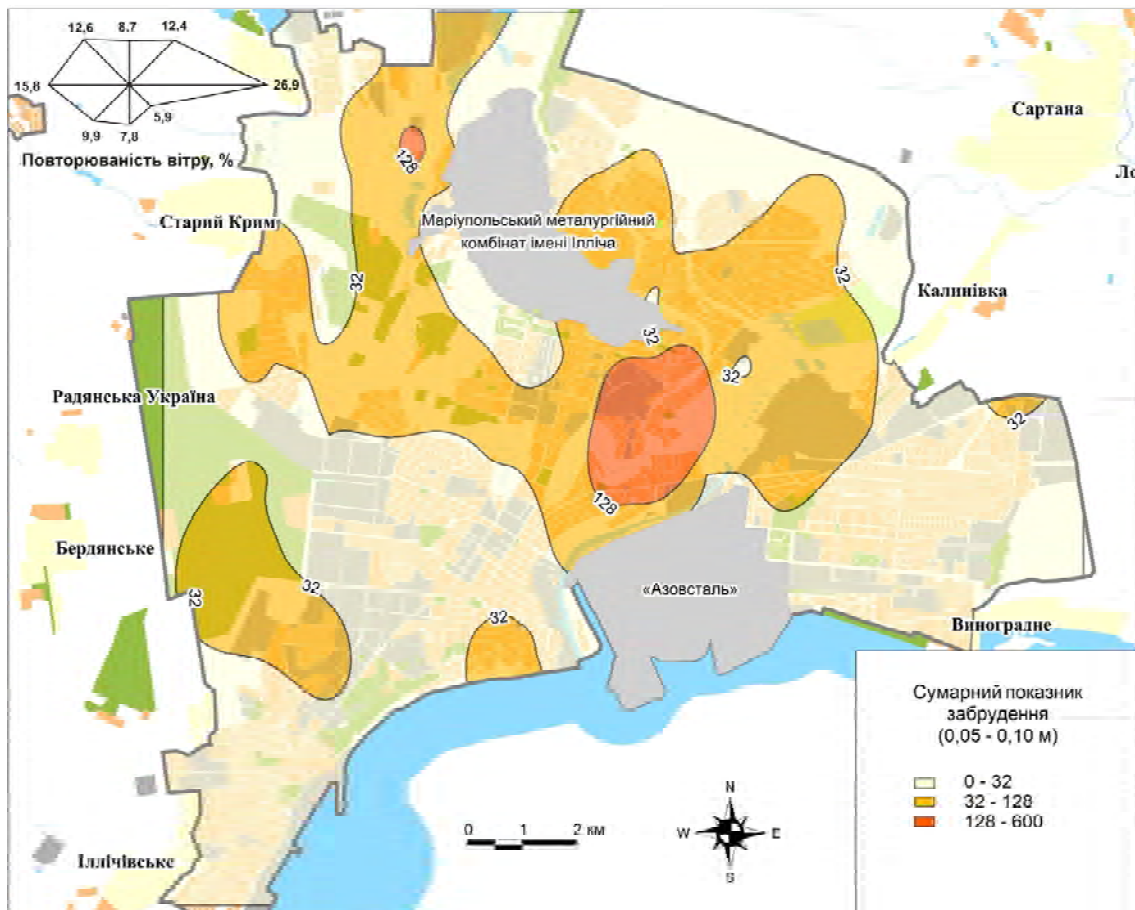 12,6
8,7
12,4
15,8
26,9
9,9
7,8
5,9
Повторюваність вітру, %
Сартана
Ло
128
Старий Крим
Маріупольський металургійний
комбінат імені Ілліча
32
32
Калинівка
32
32
Радянська Україна
32
128
Бердянське
32
32
«Азовсталь»
32
Виноградне
Сумарний показник
забрудення
(0,05 - 0,10 м)
0 - 32
32 - 128
128 - 600
N
W
E
S
0 1 2 км
Іллічівське